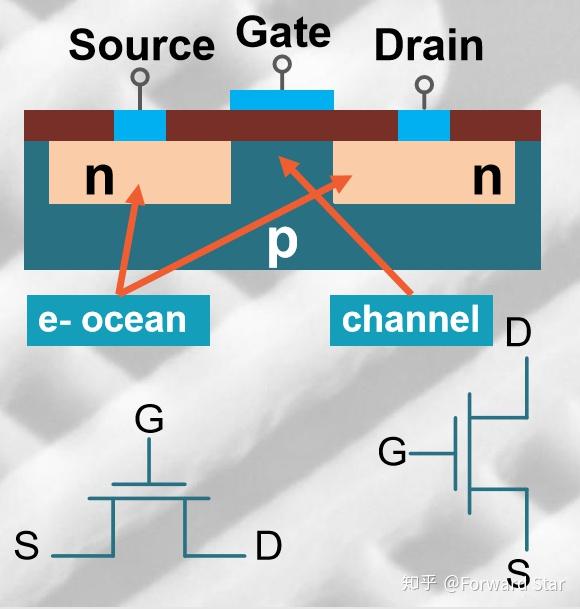 Source Gate Drain
n n
p
e- ocean channel
D
G
G
S D
S
知乎 @Forward Star